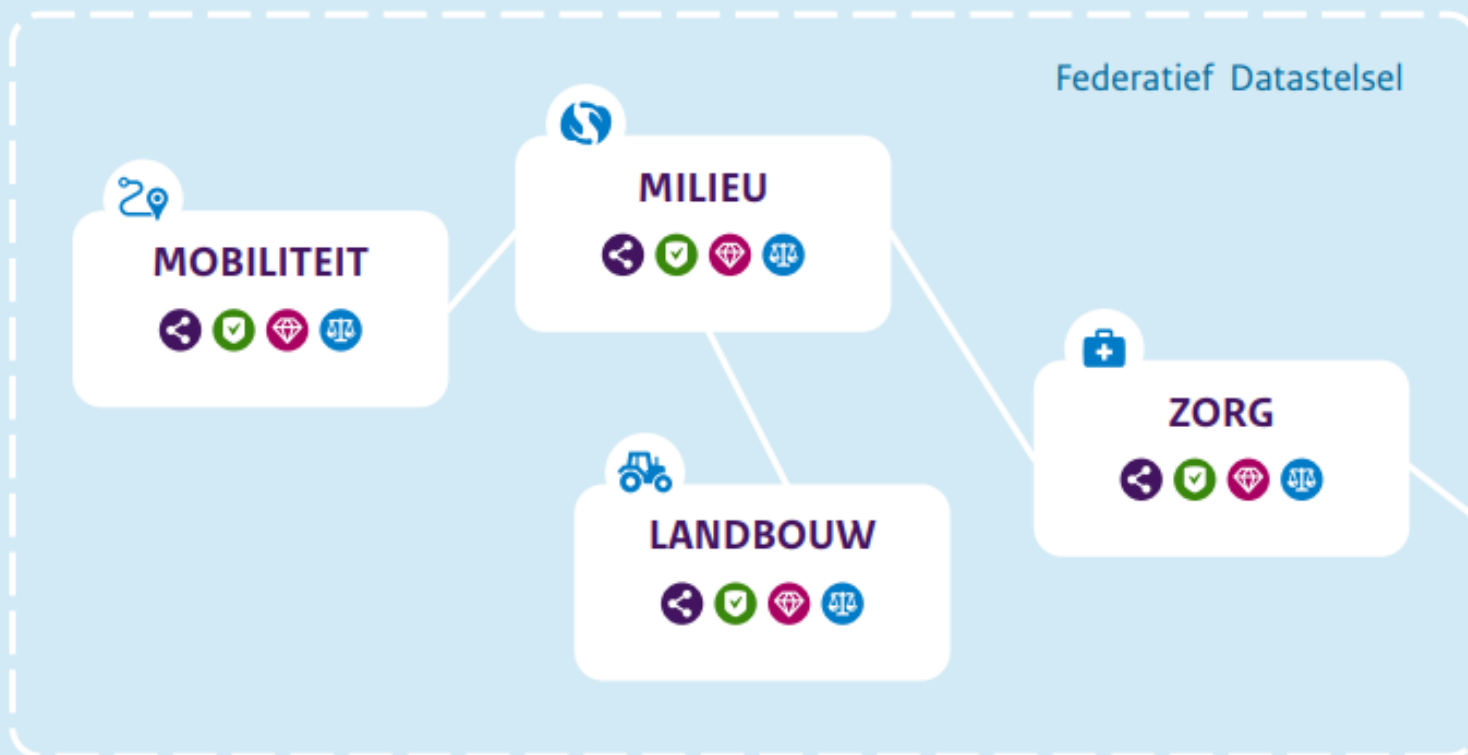 Federatief Datastelsel
MILIEU
MOBILITEIT
ZORG
LANDBOUW